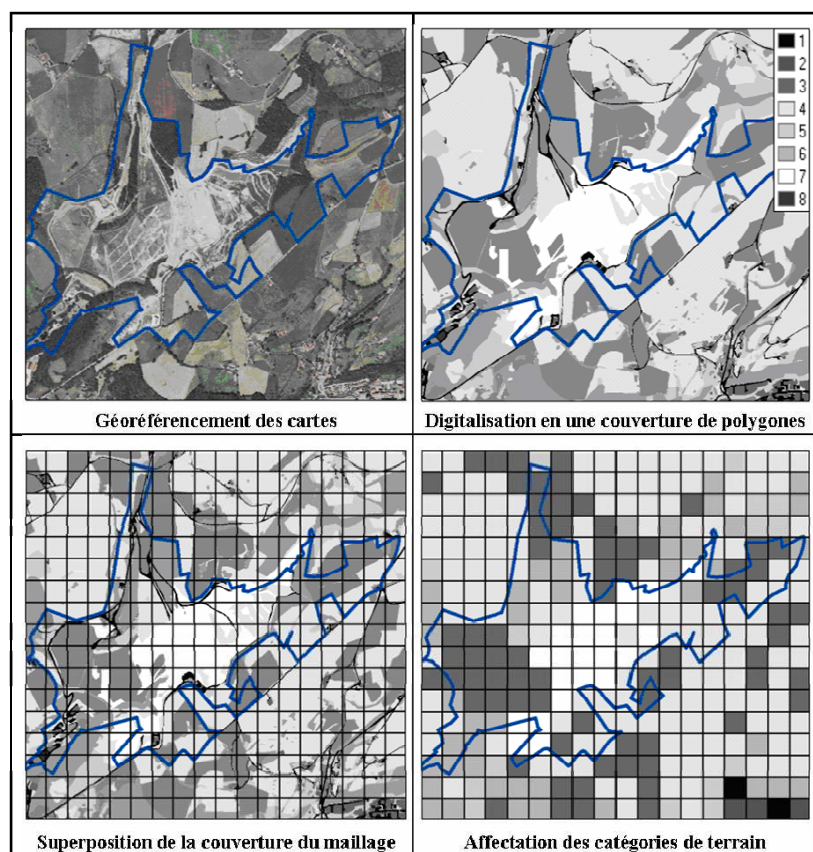 1
2
3
4
5
6
7
8
Géoréférencement des cartes
Digitalisation en une couverture de polygones
Superposition de la couverture du maillage
Affectation des catégories de terrain